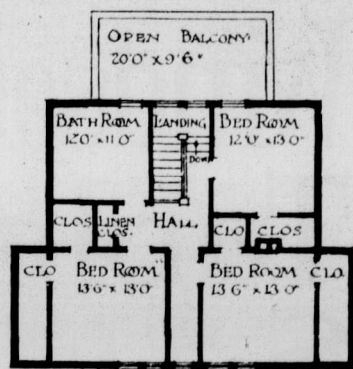 OPEN BALCONY
20'0" x 9'6"
BATH ROOM
12'0" x 11'0"
LANDING
BED ROOM
12'0" x 13'0"
DOWN
CLOS
LINEN
CLOS.
HALL
CLO
CLOS
CLO
BED ROOM
13'6" x 13'0"
BED ROOM
13'6" x 13'0"
CLO.